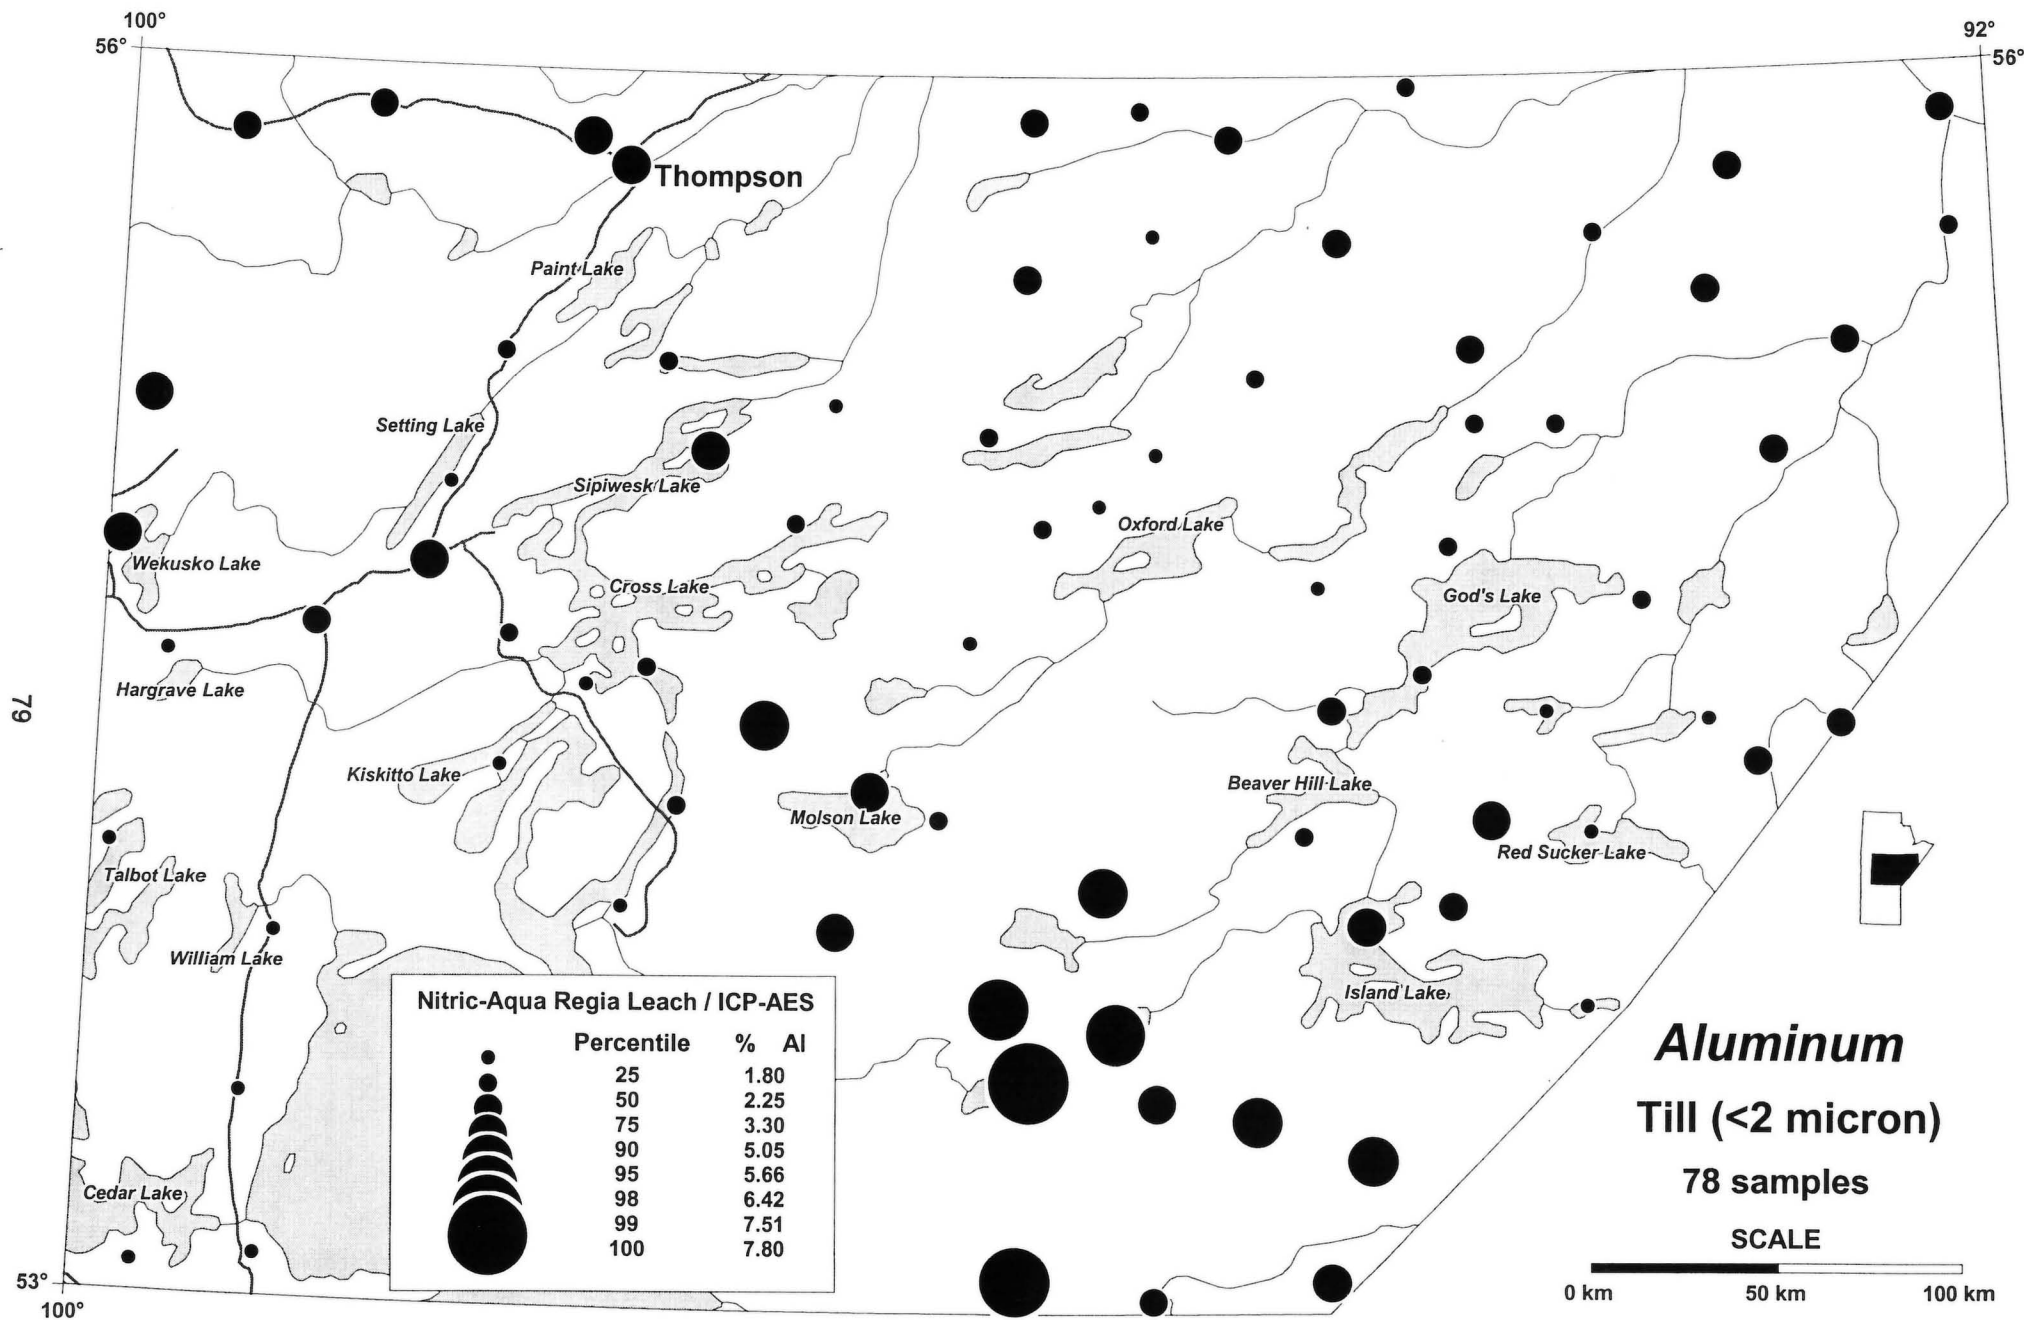 100°
92°
56°
56°
Thompson
Paint Lake
Setting Lake
Sipiwesk Lake
Oxford Lake
Wekusko Lake
Cross Lake
God's Lake
Hargrave Lake
79
Kiskitto Lake
Beaver Hill Lake
Molson Lake
Red Sucker Lake
Talbot Lake
William Lake
Island Lake
Nitric-Aqua Regia Leach / ICP-AES
Percentile % Al
25 1.80
50 2.25
75 3.30
90 5.05
95 5.66
98 6.42
99 7.51
100 7.80
Aluminum
Till (<2 micron)
78 samples
SCALE
0 km 50 km 100 km
Cedar Lake
53°
100°